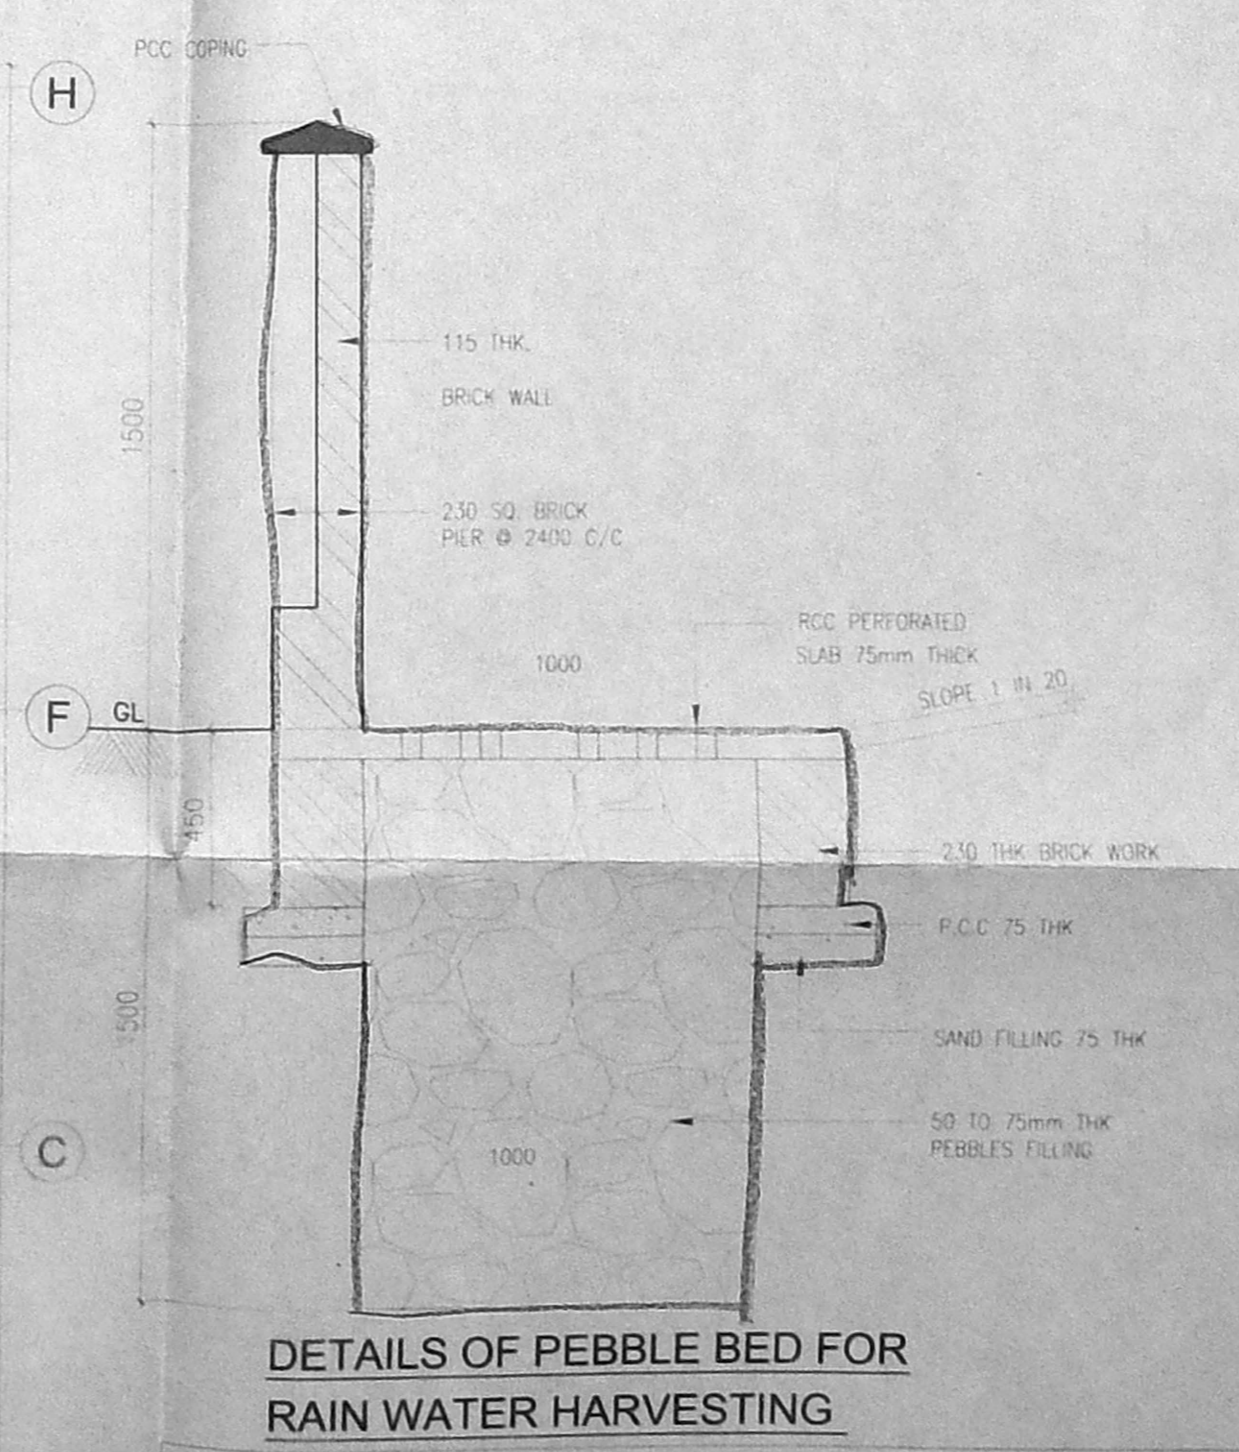 PCC COPING
H
115 THK.
BRICK WALL
1500
230 SQ. BRICK
PIER @ 2400 C/C
RCC PERFORATED
SLAB 75mm THICK
1000
SLOPE 1 IN 20
F
GL
450
230 THK BRICK WORK
P.C.C 75 THK
1500
SAND FILLING 75 THK
50 TO 75mm THK
PEBBLES FILLING
C
1000
DETAILS OF PEBBLE BED FOR
RAIN WATER HARVESTING